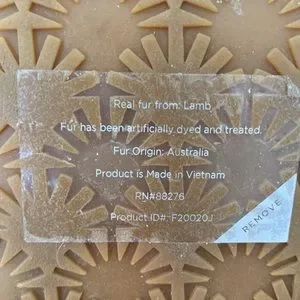 Real fur from: Lamb
Fur has been artificially dyed and treated.
Fur Origin: Australia
Product is Made in Vietnam
RN#88276
Product ID#-F20020J
REMOVE